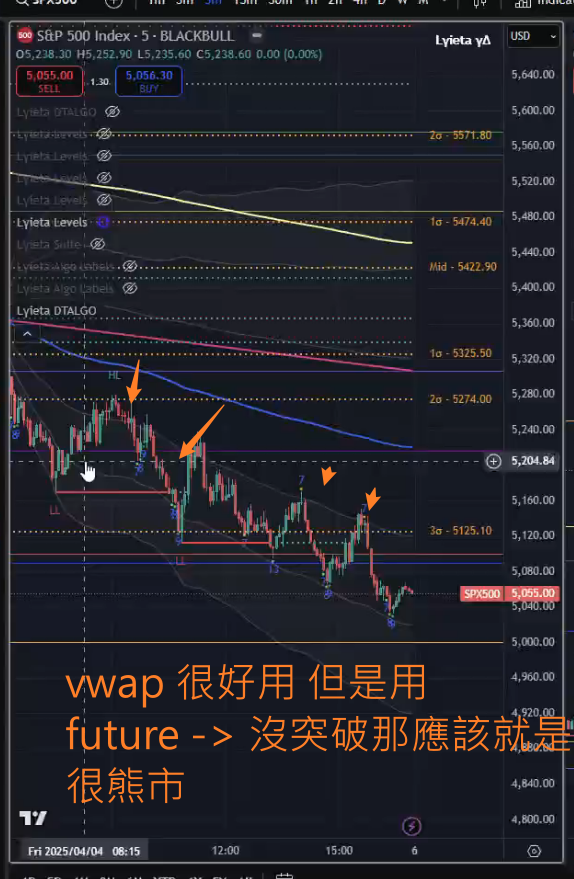 SPX500
1m 3m 5m 15m 30m 1h 2h 4h D W M
Indica
S&P 500 Index · 5 · BLACKBULL
O5,238.30 H5,252.90 L5,235.60 C5,238.60 0.00 (0.00%)
5,055.00
SELL
1.30
5,056.30
BUY
Lyieta γΔ
USD
Lyieta DTALGO
Lyieta Levels
Lyieta Levels
Lyieta Levels
Lyieta Levels
Lyieta Levels
Lyieta Suite
Lyieta Algo Labels
Lyieta Algo Labels
Lyieta DTALGO
2σ - 5571.80
1σ - 5474.40
Mid - 5422.90
1σ - 5325.50
2σ - 5274.00
3σ - 5125.10
HL
LL
LL
7
13
5,640.00
5,600.00
5,560.00
5,520.00
5,480.00
5,440.00
5,400.00
5,360.00
5,320.00
5,280.00
5,240.00
5,204.84
5,160.00
5,120.00
5,080.00
SPX500 5,055.00
5,040.00
5,000.00
4,960.00
4,920.00
4,880.00
4,840.00
4,800.00
vwap 很好用 但是用
future -> 沒突破那應該就是
很熊市
Fri 2025/04/04 08:15
12:00
15:00
6